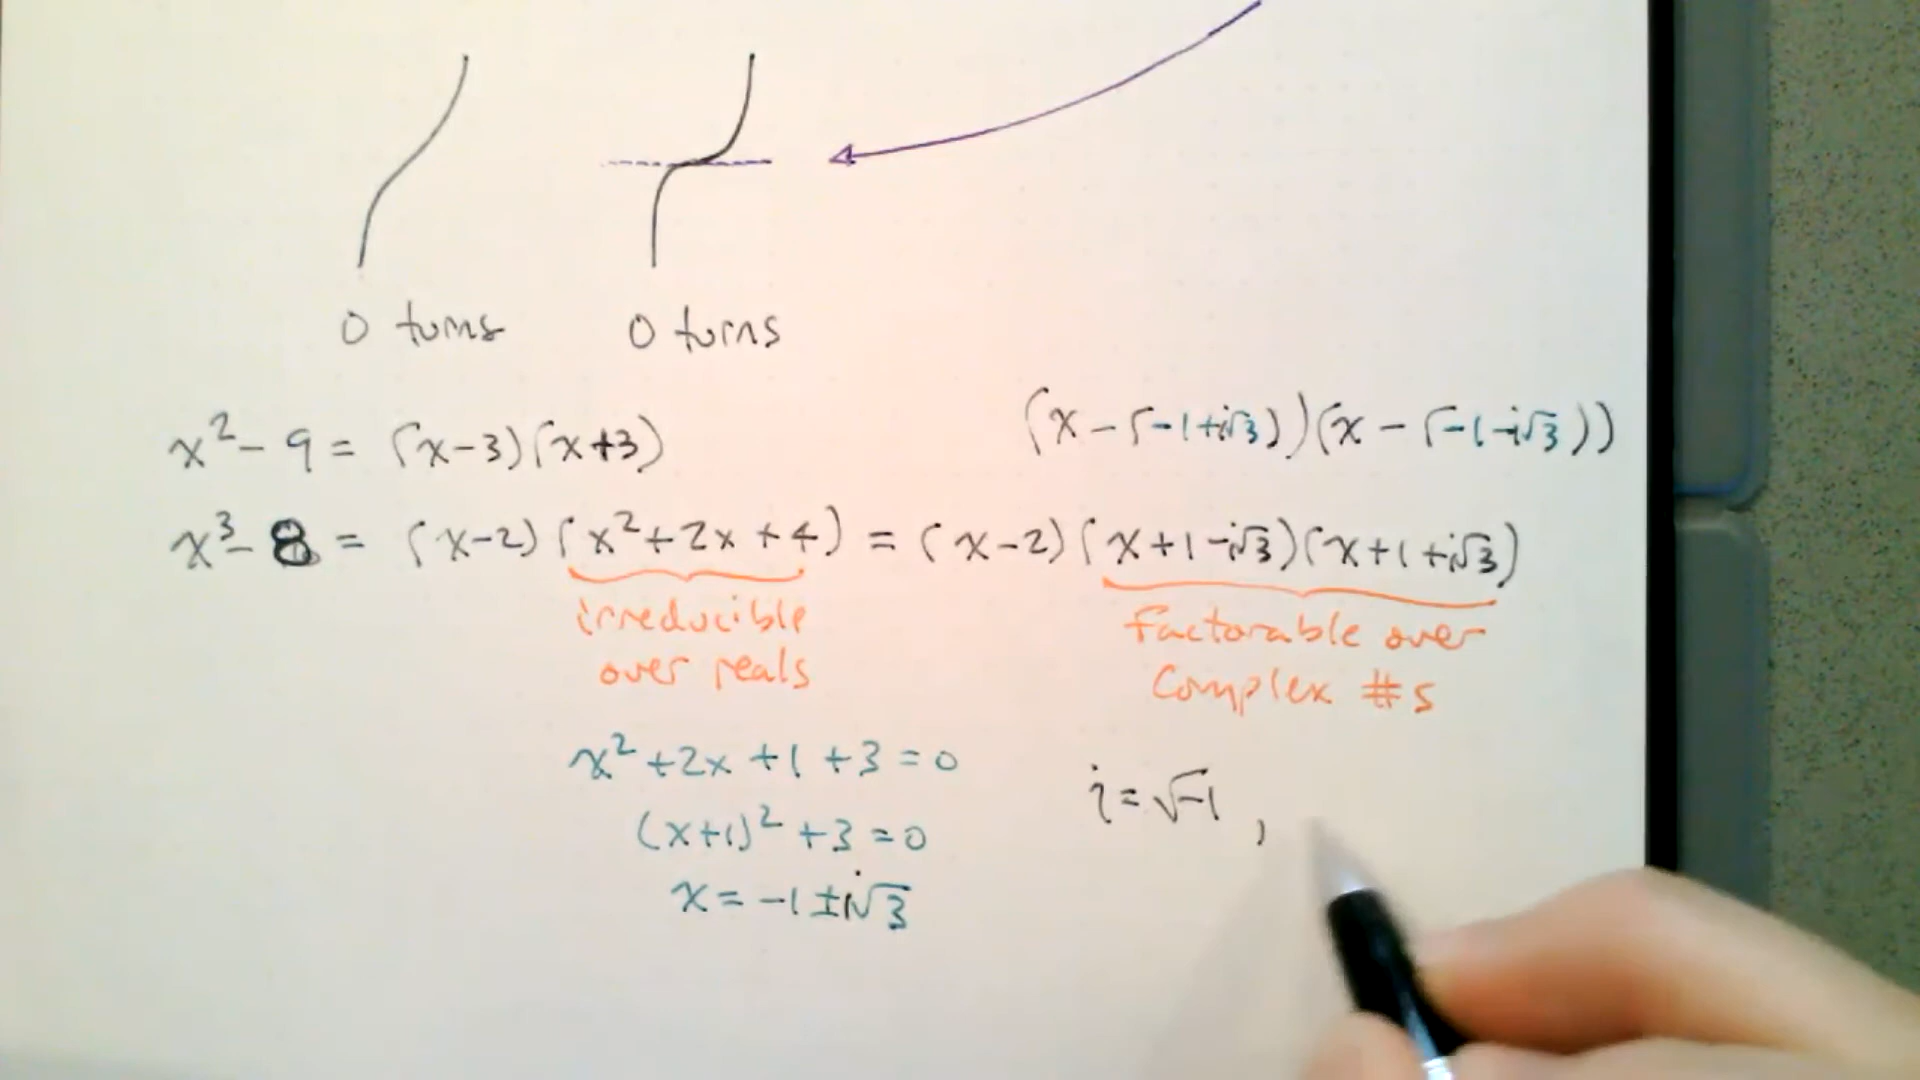 0 turns 0 turns
(x-(-1+i√3))(x-(-1-i√3))
x²-9 = (x-3)(x+3)
x³-8 = (x-2)(x²+2x+4) = (x-2)(x+1-i√3)(x+1+i√3)
irreducible
over reals
factorable over
Complex #s
x²+2x+1+3=0
(x+1)²+3=0
x=-1±i√3
i=√-1,